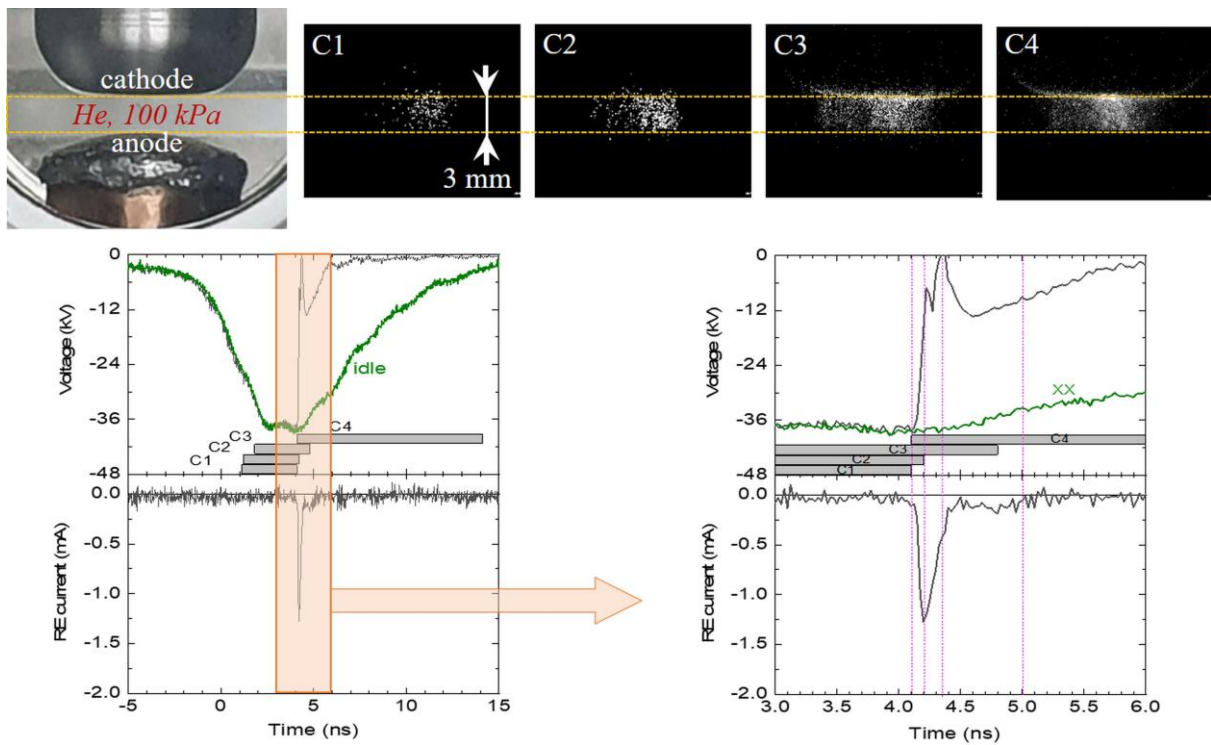 cathode
He, 100 kPa
anode
C1
3 mm
C2
C3
C4
0
-12
-24
-36
-48
Voltage (kV)
idle
C3
C2
C1
C4
0.0
-0.5
-1.0
-1.5
-2.0
RE current (mA)
-5
0
5
10
15
Time (ns)
0
-12
-24
-36
-48
Voltage (kV)
XX
C4
C3
C2
C1
0.0
-0.5
-1.0
-1.5
-2.0
RE current (mA)
3.0
3.5
4.0
4.5
5.0
5.5
6.0
Time (ns)